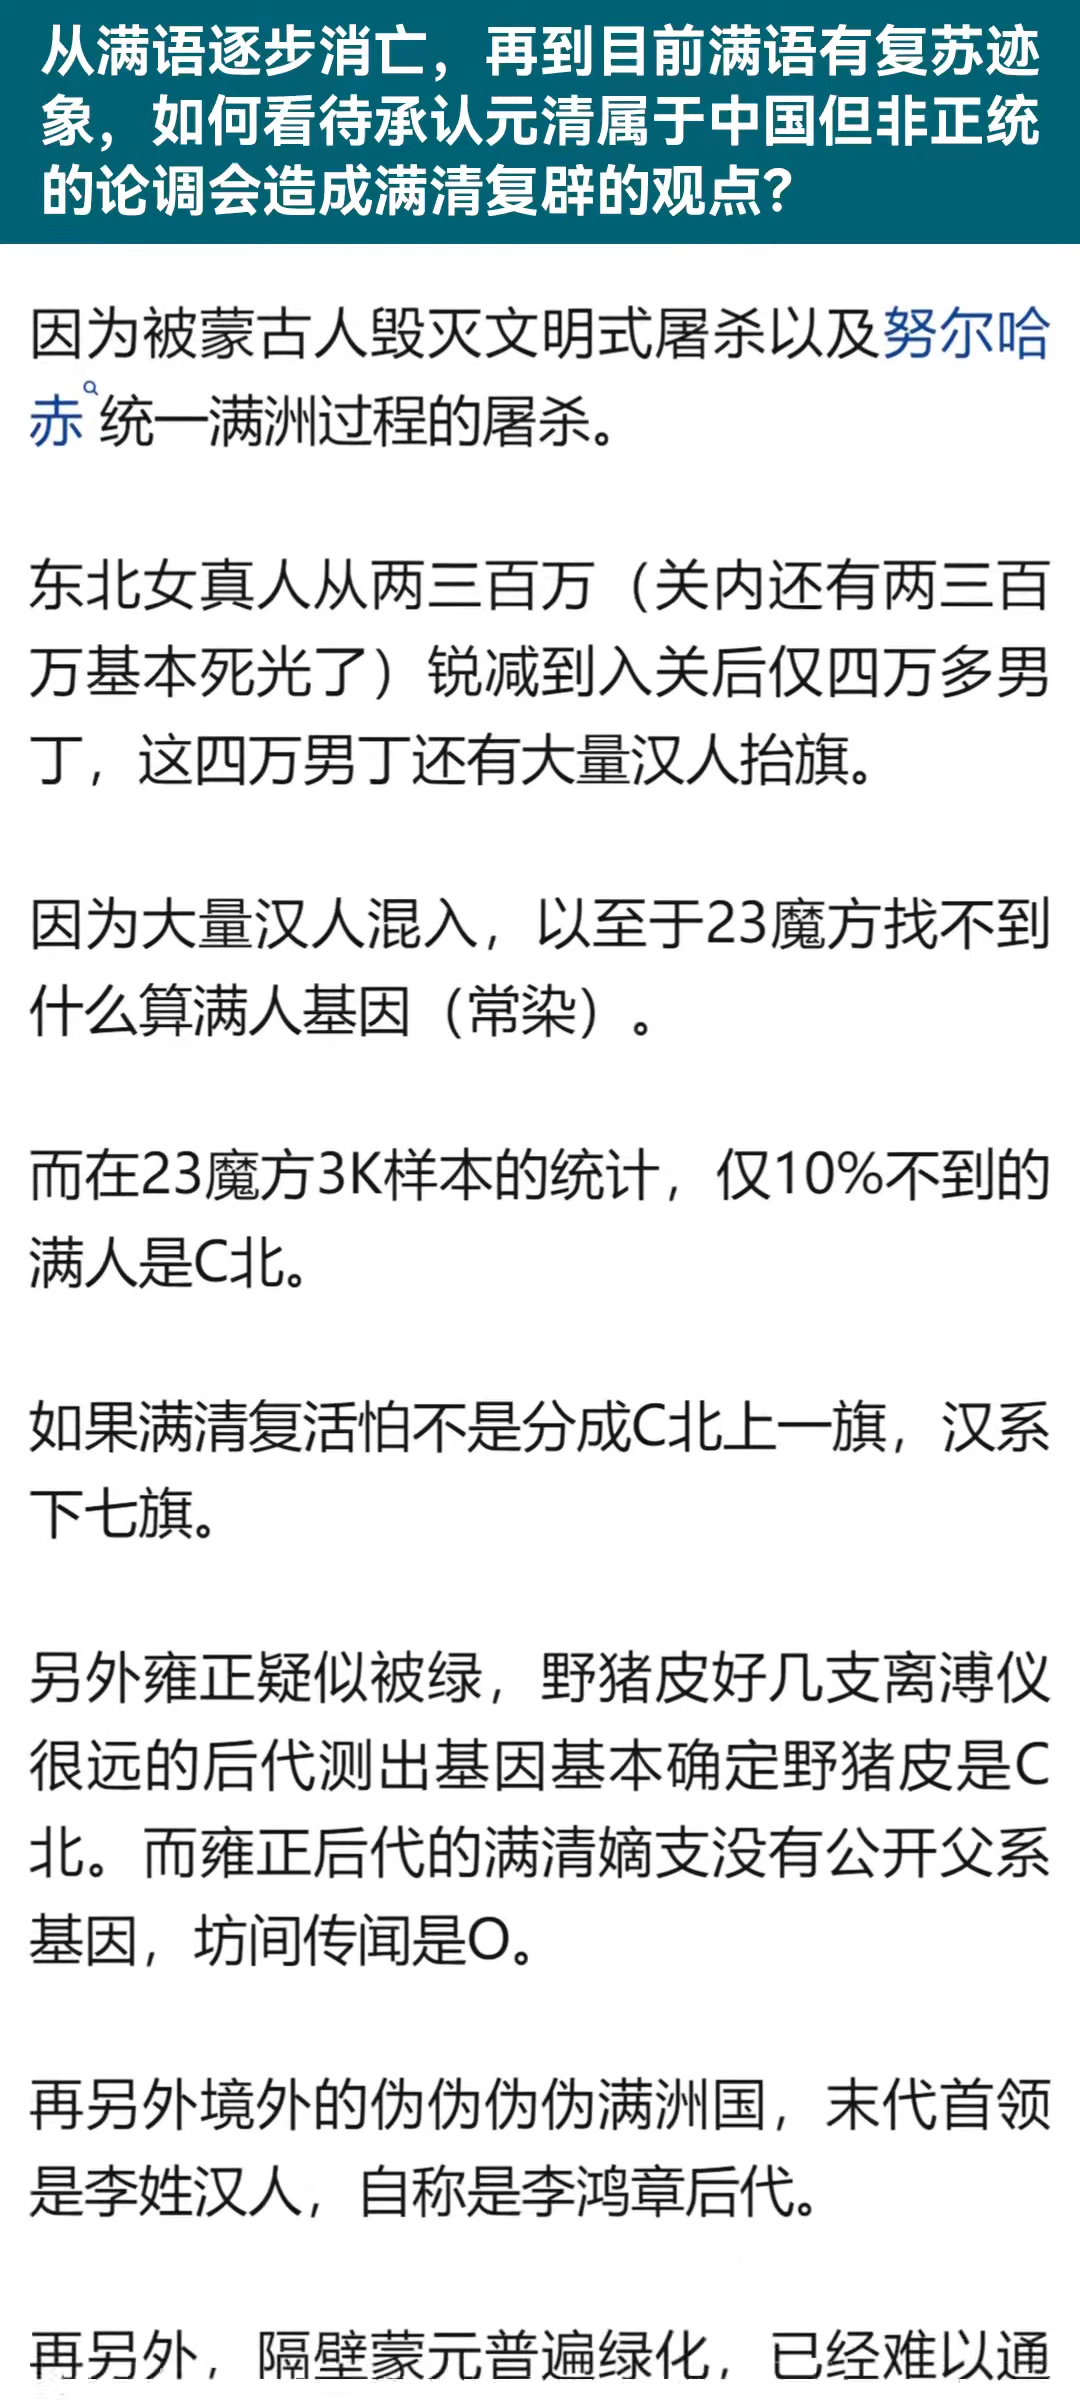 从满语逐步消亡，再到目前满语有复苏迹
象，如何看待承认元清属于中国但非正统
的论调会造成满清复辟的观点？
因为被蒙古人毁灭文明式屠杀以及努尔哈
赤统一满洲过程的屠杀。
东北女真人从两三百万（关内还有两三百
万基本死光了）锐减到入关后仅四万多男
丁，这四万男丁还有大量汉人抬旗。
因为大量汉人混入，以至于23魔方找不到
什么算满人基因（常染）。
而在23魔方3K样本的统计，仅10%不到的
满人是C北。
如果满清复活怕不是分成C北上一旗，汉系
下七旗。
另外雍正疑似被绿，野猪皮好几支离溥仪
很远的后代测出基因基本确定野猪皮是C
北。而雍正后代的满清嫡支没有公开父系
基因，坊间传闻是O。
再另外境外的伪伪伪伪满洲国，末代首领
是李姓汉人，自称是李鸿章后代。
再另外，隔壁蒙元普遍绿化，已经难以通